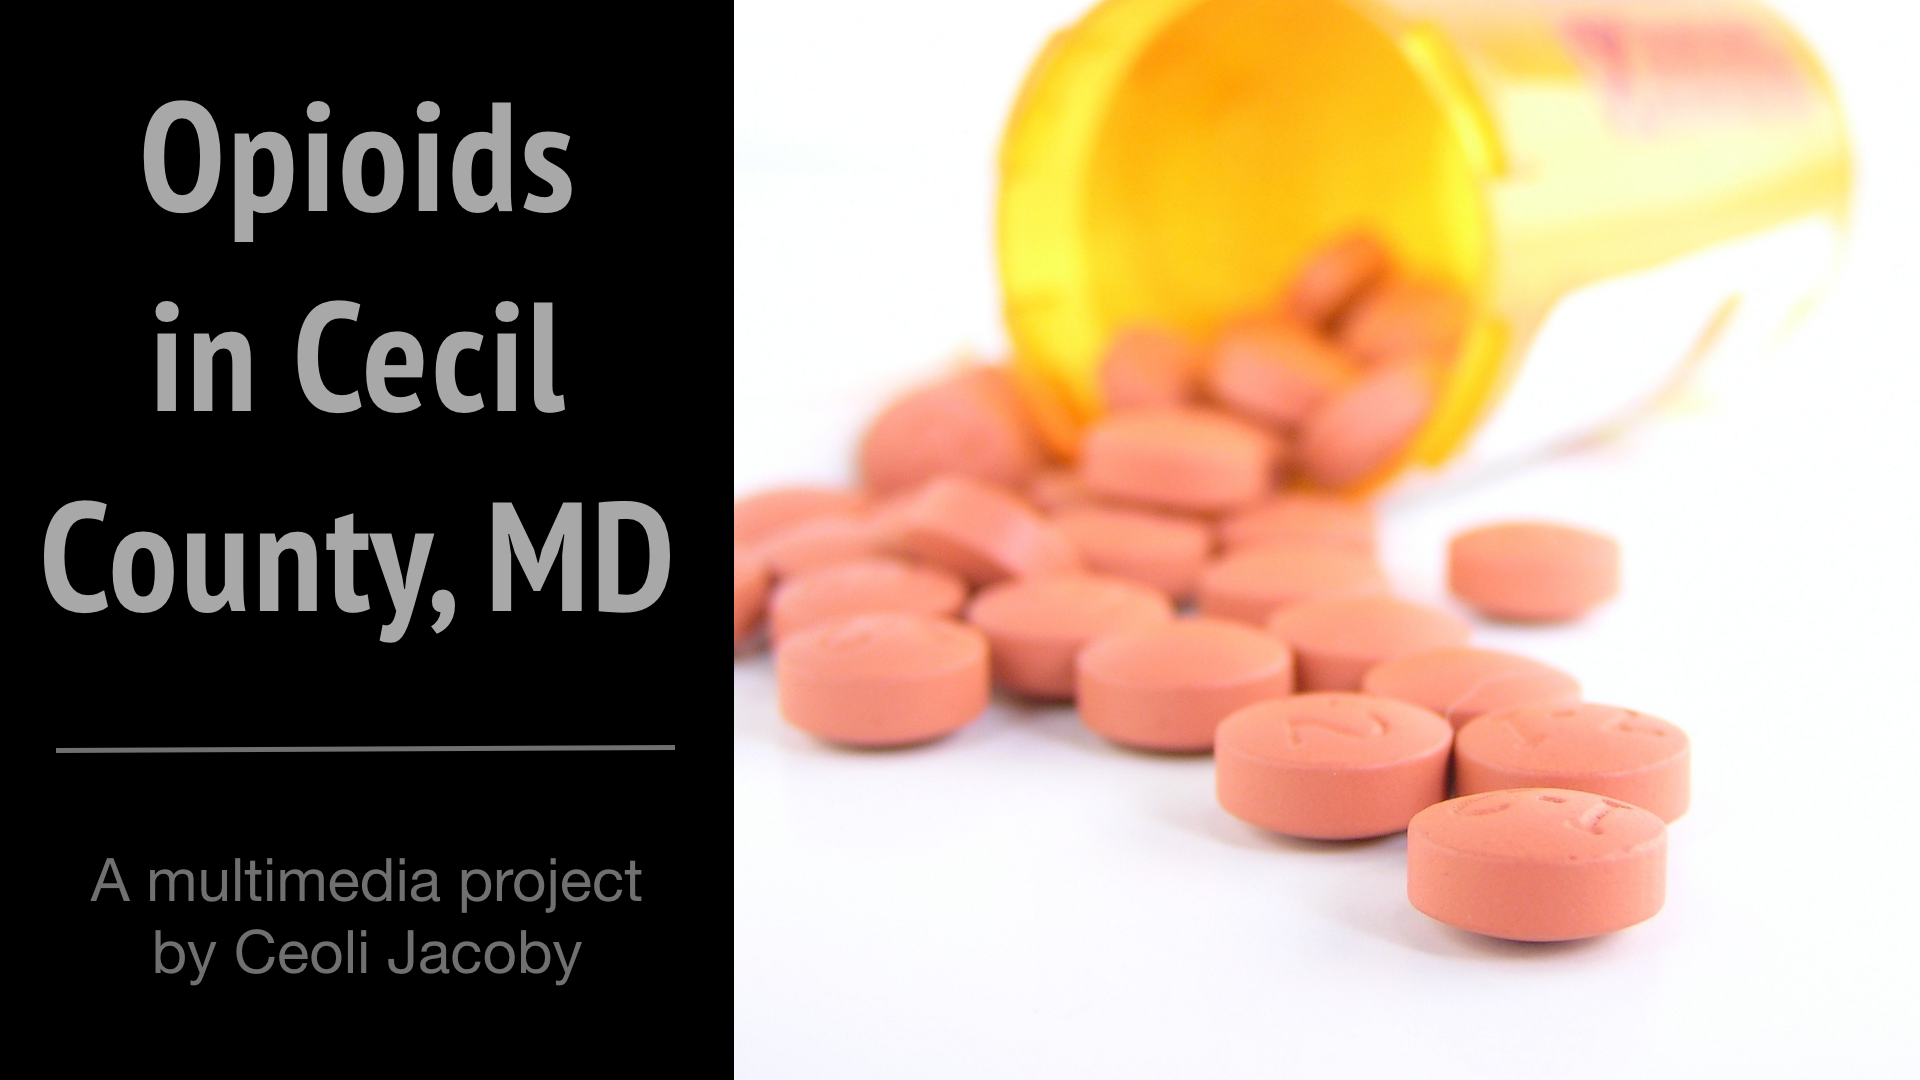 Opioids
in Cecil
County, MD
A multimedia project
by Ceoli Jacoby